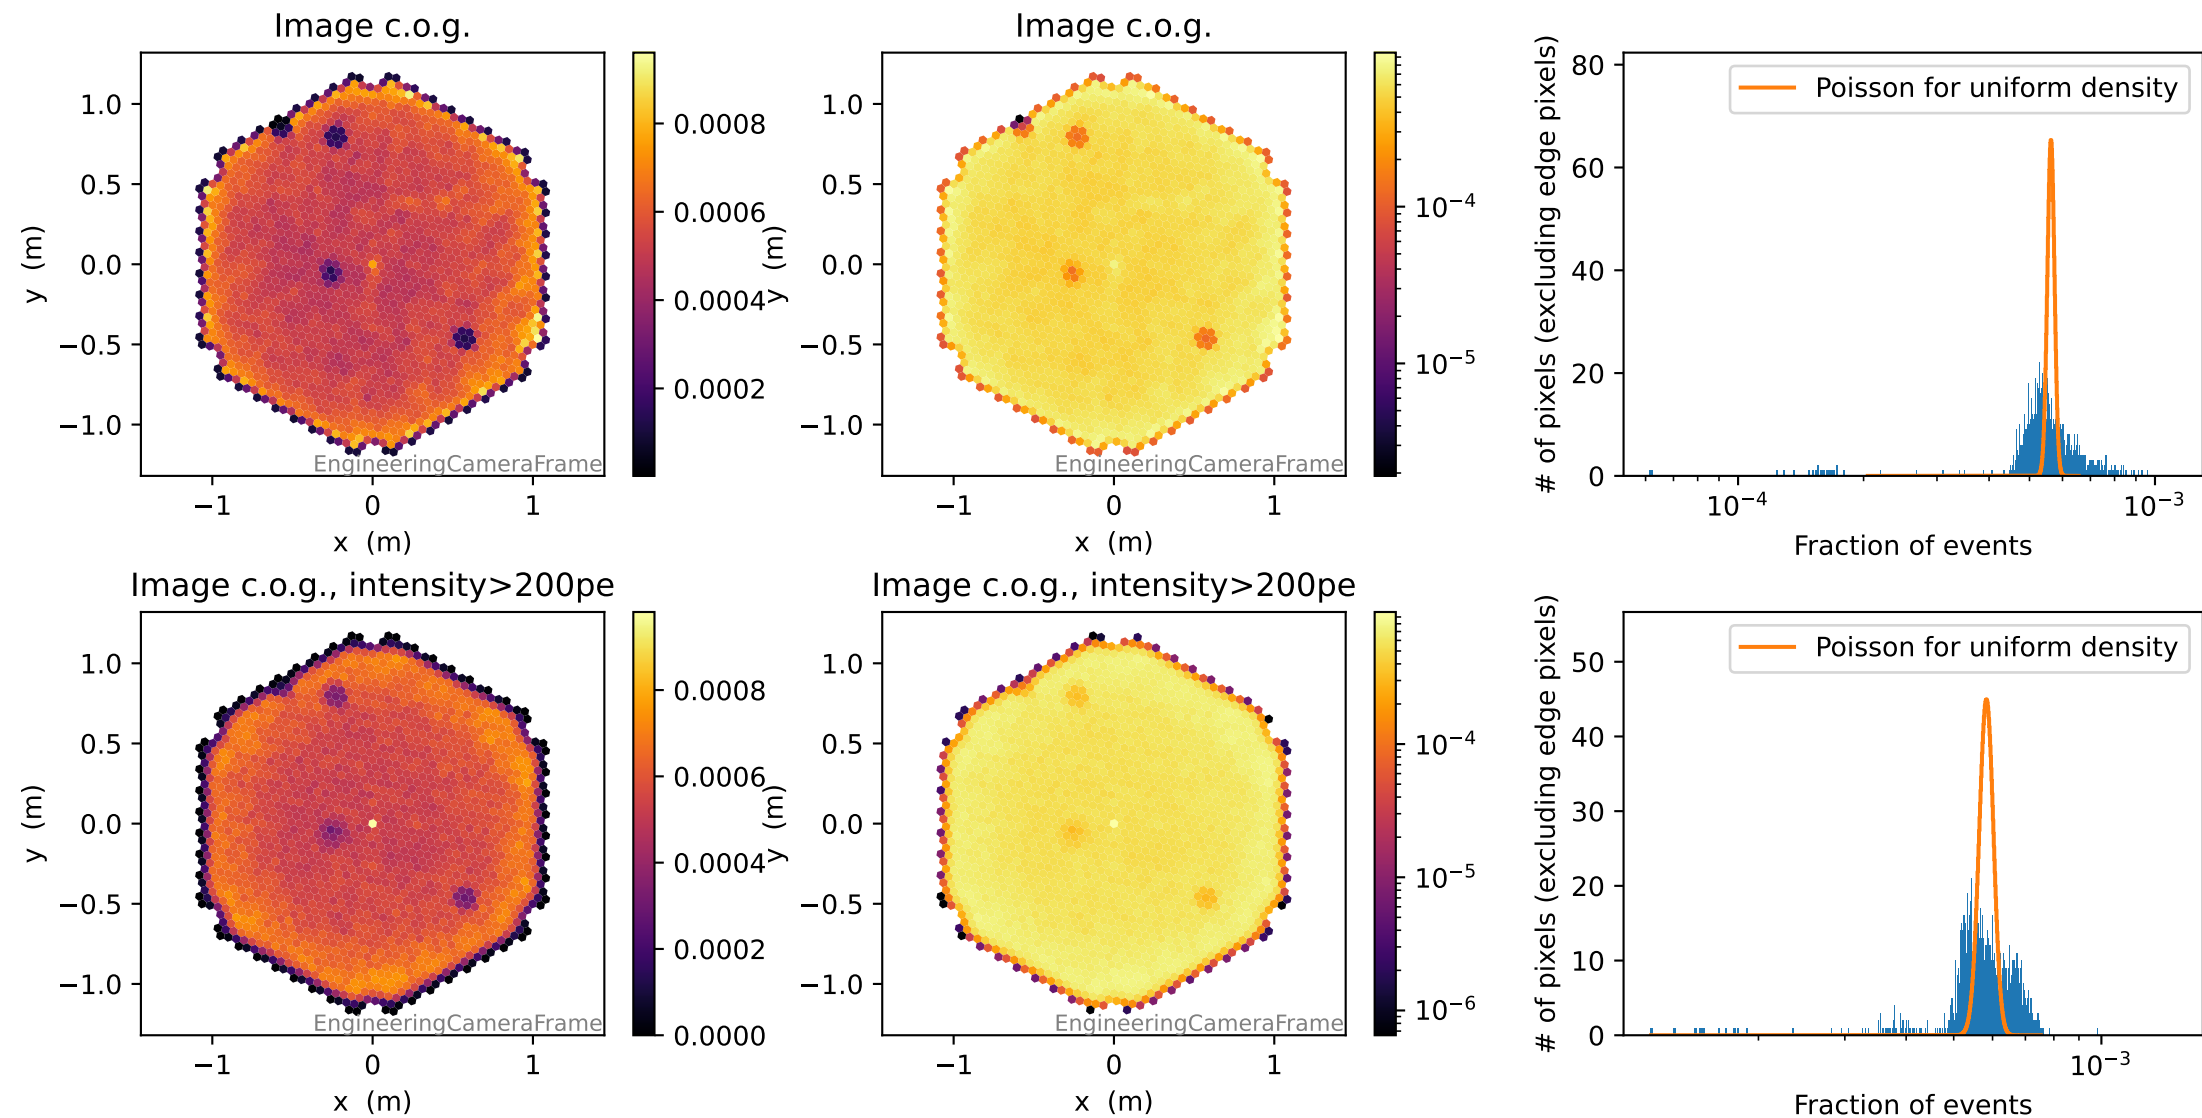 Image c.o.g.
1.0
0.5
0.0
−0.5
−1.0
y (m)
−1
0
1
x (m)
EngineeringCameraFrame
0.0008
0.0006
0.0004
0.0002
Image c.o.g.
1.0
0.5
0.0
−0.5
−1.0
y (m)
−1
0
1
x (m)
EngineeringCameraFrame
10⁻⁴
10⁻⁵
# of pixels (excluding edge pixels)
80
60
40
20
0
Poisson for uniform density
10⁻⁴
10⁻³
Fraction of events
Image c.o.g., intensity>200pe
1.0
0.5
0.0
−0.5
−1.0
y (m)
−1
0
1
x (m)
EngineeringCameraFrame
0.0008
0.0006
0.0004
0.0002
0.0000
Image c.o.g., intensity>200pe
1.0
0.5
0.0
−0.5
−1.0
y (m)
−1
0
1
x (m)
EngineeringCameraFrame
10⁻⁴
10⁻⁵
10⁻⁶
# of pixels (excluding edge pixels)
50
40
30
20
10
0
Poisson for uniform density
10⁻³
Fraction of events